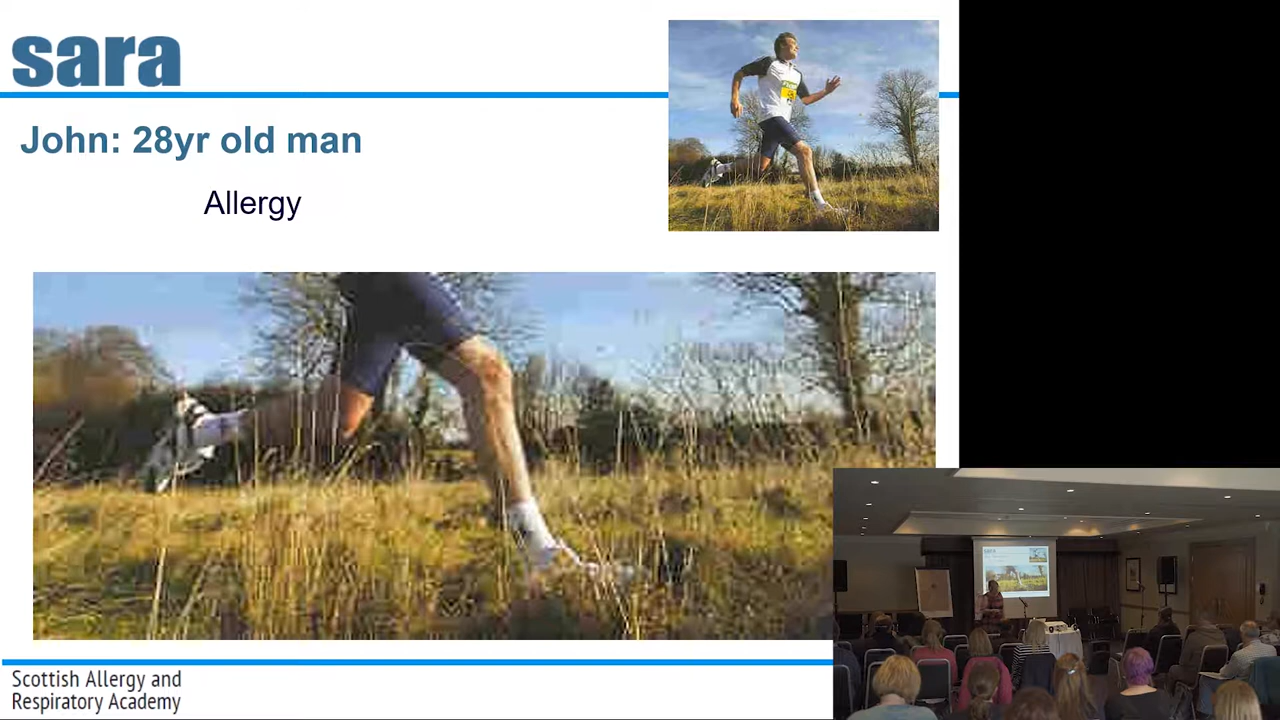 sara
John: 28yr old man
Allergy
Scottish Allergy and
Respiratory Academy